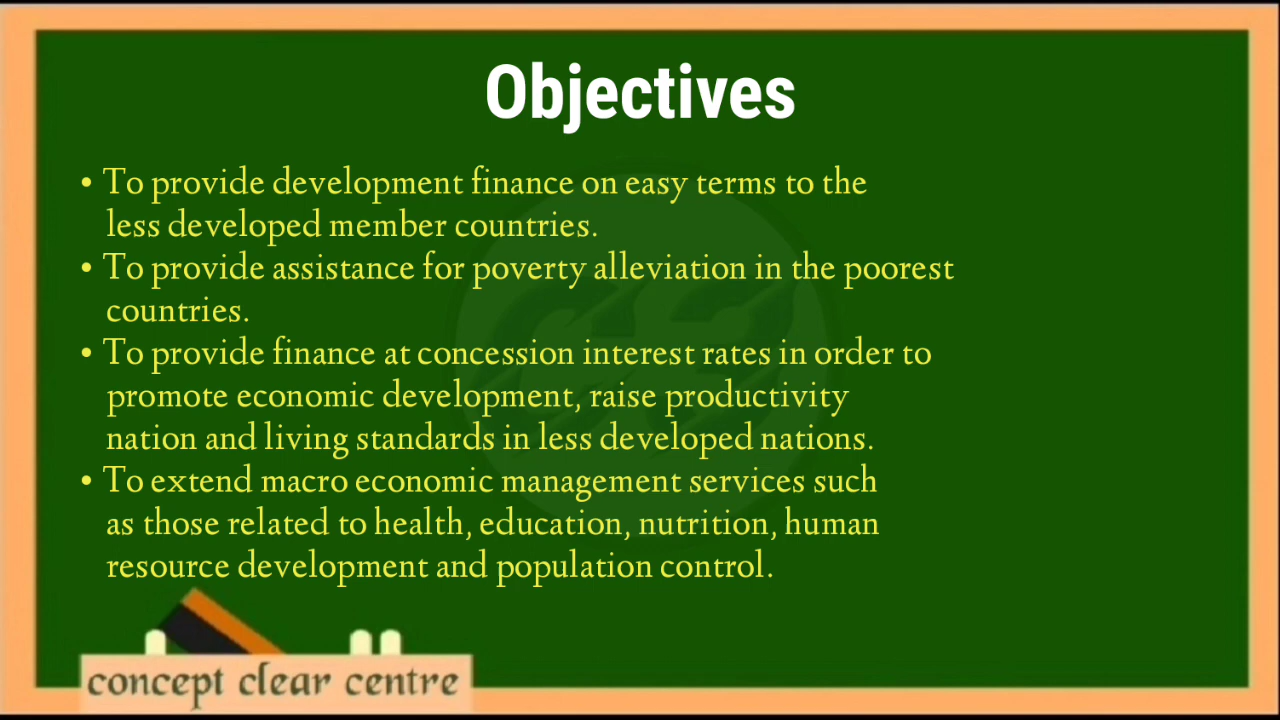 Objectives
• To provide development finance on easy terms to the
less developed member countries.
• To provide assistance for poverty alleviation in the poorest
countries.
• To provide finance at concession interest rates in order to
promote economic development, raise productivity
nation and living standards in less developed nations.
• To extend macro economic management services such
as those related to health, education, nutrition, human
resource development and population control.
concept clear centre